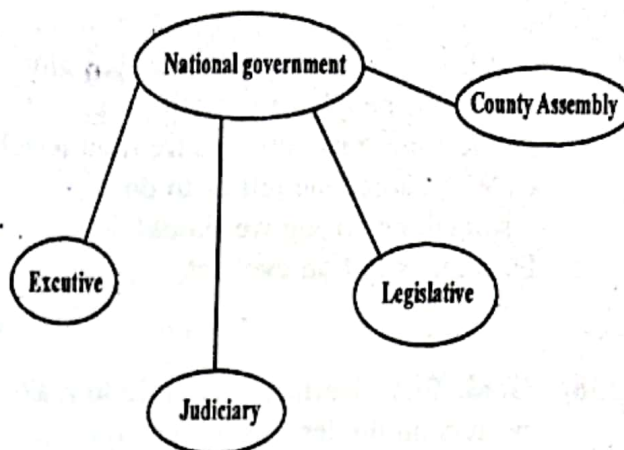 National government
County Assembly
Excutive
Legislative
Judiciary